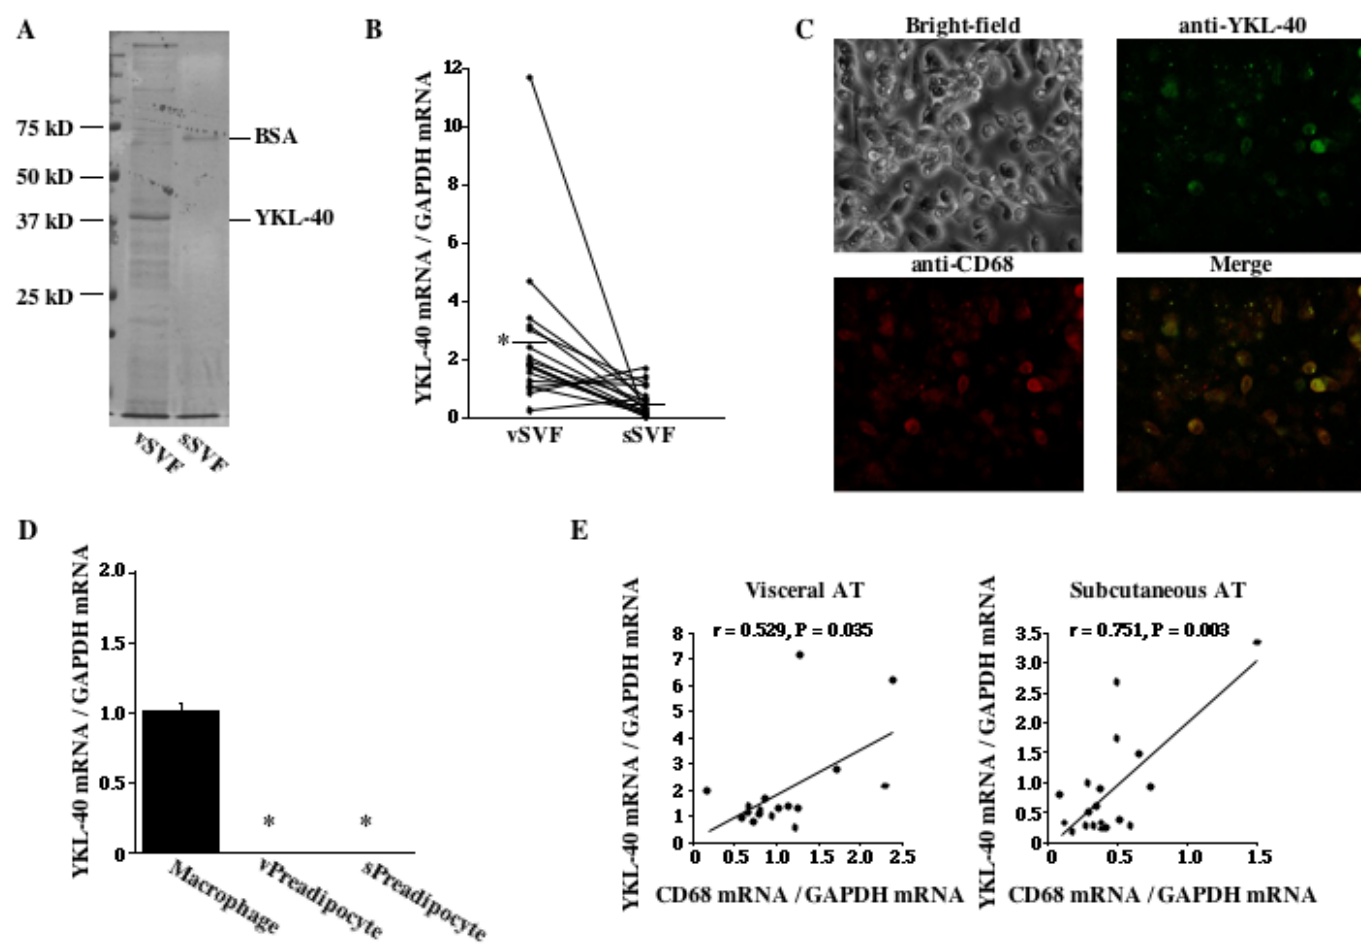 A
75 kD
50 kD
37 kD
25 kD
BSA
YKL-40
vSVF
sSVF
B
YKL-40 mRNA / GAPDH mRNA
12
10
8
6
4
2
0
*
vSVF
sSVF
C
Bright-field
anti-YKL-40
anti-CD68
Merge
D
YKL-40 mRNA / GAPDH mRNA
2.0
1.5
1.0
0.5
0
*
*
Macrophage
vPreadipocyte
sPreadipocyte
E
Visceral AT
r = 0.529, P = 0.035
YKL-40 mRNA / GAPDH mRNA
8
7
6
5
4
3
2
1
0
0 0.5 1.0 1.5 2.0 2.5
CD68 mRNA / GAPDH mRNA
Subcutaneous AT
r = 0.751, P = 0.003
YKL-40 mRNA / GAPDH mRNA
3.5
3.0
2.5
2.0
1.5
1.0
0.5
0
0 0.5 1.0 1.5
CD68 mRNA / GAPDH mRNA